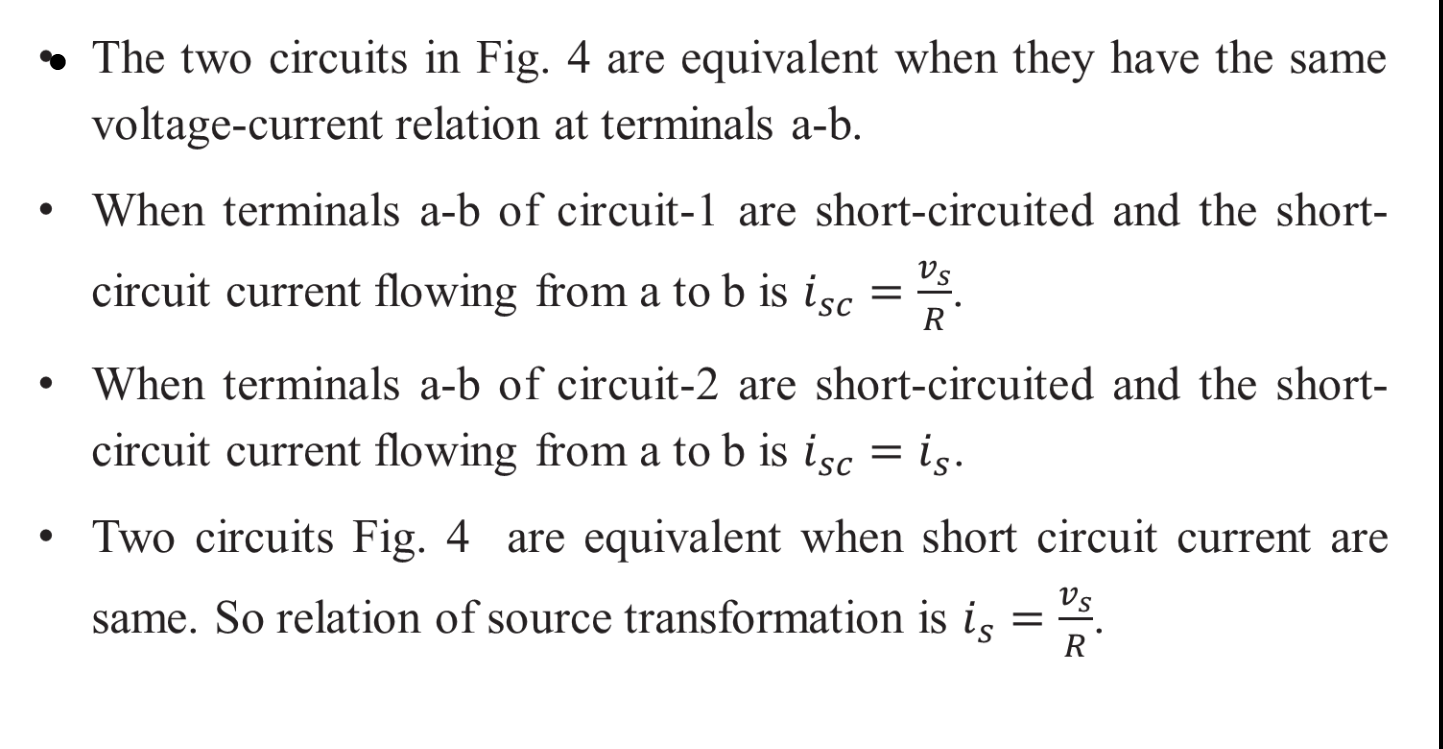 • The two circuits in Fig. 4 are equivalent when they have the same
voltage-current relation at terminals a-b.
• When terminals a-b of circuit-1 are short-circuited and the short-
circuit current flowing from a to b is i_{sc} = \frac{v_s}{R}.
• When terminals a-b of circuit-2 are short-circuited and the short-
circuit current flowing from a to b is i_{sc} = i_s.
• Two circuits Fig. 4 are equivalent when short circuit current are
same. So relation of source transformation is i_s = \frac{v_s}{R}.